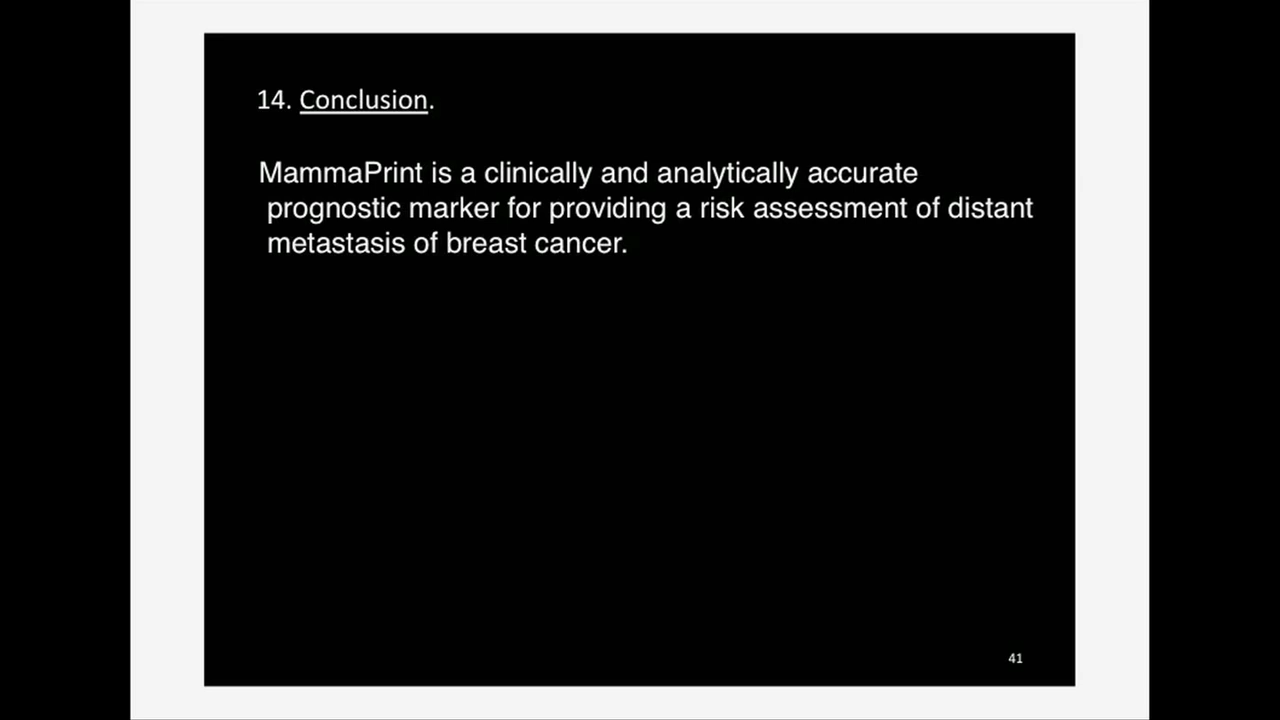 14. Conclusion.
MammaPrint is a clinically and analytically accurate
prognostic marker for providing a risk assessment of distant
metastasis of breast cancer.
41